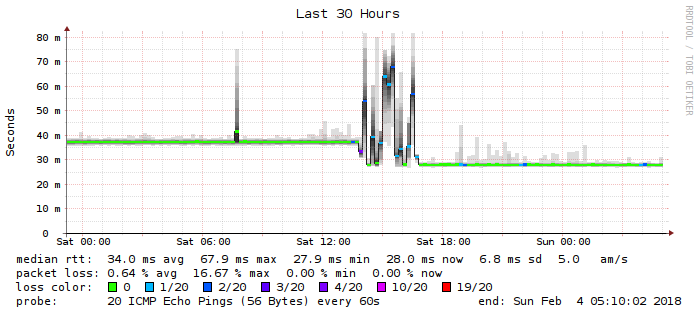 Last 30 Hours
RRDTOOL / TOBI OETIKER
Seconds
80 m
70 m
60 m
50 m
40 m
30 m
20 m
10 m
0
Sat 00:00 Sat 06:00 Sat 12:00 Sat 18:00 Sun 00:00
median rtt: 34.0 ms avg 67.9 ms max 27.9 ms min 28.0 ms now 6.8 ms sd 5.0 am/s
packet loss: 0.64 % avg 16.67 % max 0.00 % min 0.00 % now
loss color: 0 1/20 2/20 3/20 4/20 10/20 19/20
probe: 20 ICMP Echo Pings (56 Bytes) every 60s end: Sun Feb 4 05:10:02 2018